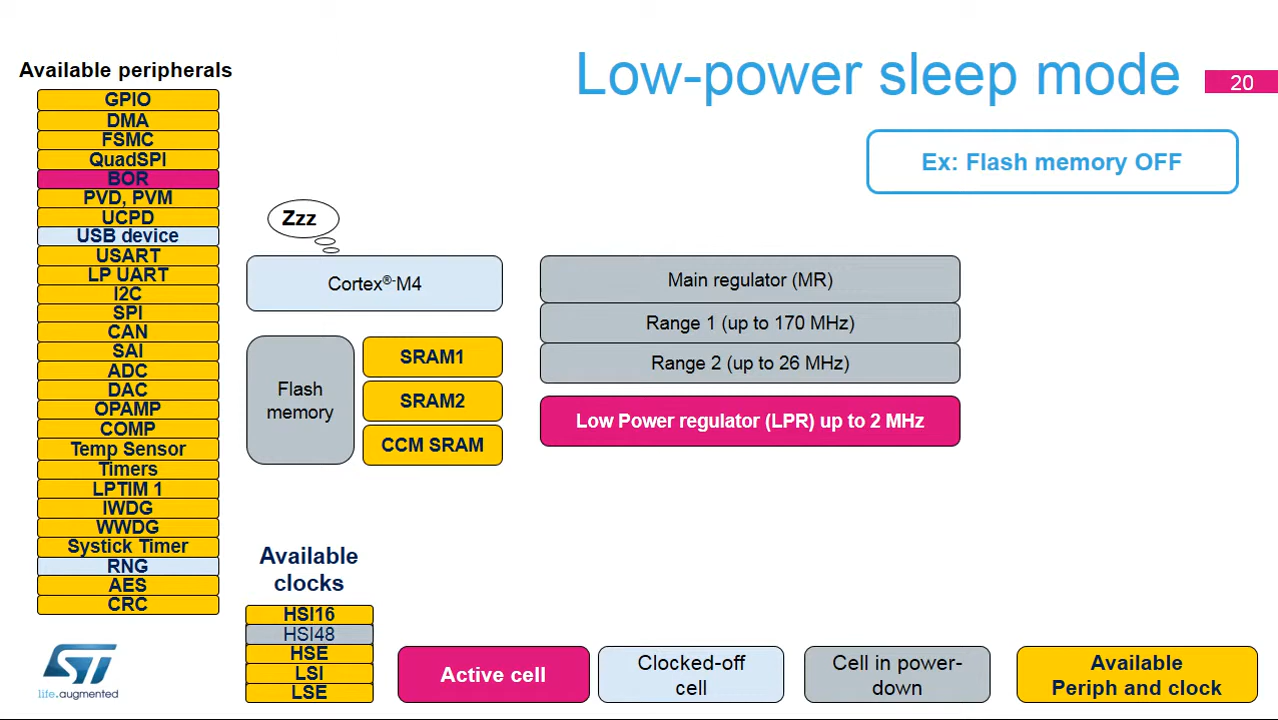 Low-power sleep mode
20
Available peripherals
GPIO
DMA
FSMC
QuadSPI
BOR
PVD, PVM
UCPD
USB device
USART
LP UART
I2C
SPI
CAN
SAI
ADC
DAC
OPAMP
COMP
Temp Sensor
Timers
LPTIM 1
IWDG
WWDG
Systick Timer
RNG
AES
CRC
Ex: Flash memory OFF
Zzz
Cortex®-M4
Flash
memory
SRAM1
SRAM2
CCM SRAM
Main regulator (MR)
Range 1 (up to 170 MHz)
Range 2 (up to 26 MHz)
Low Power regulator (LPR) up to 2 MHz
Available
clocks
HSI16
HSI48
HSE
LSI
LSE
Active cell
Clocked-off
cell
Cell in power-
down
Available
Periph and clock
ST
life.augmented